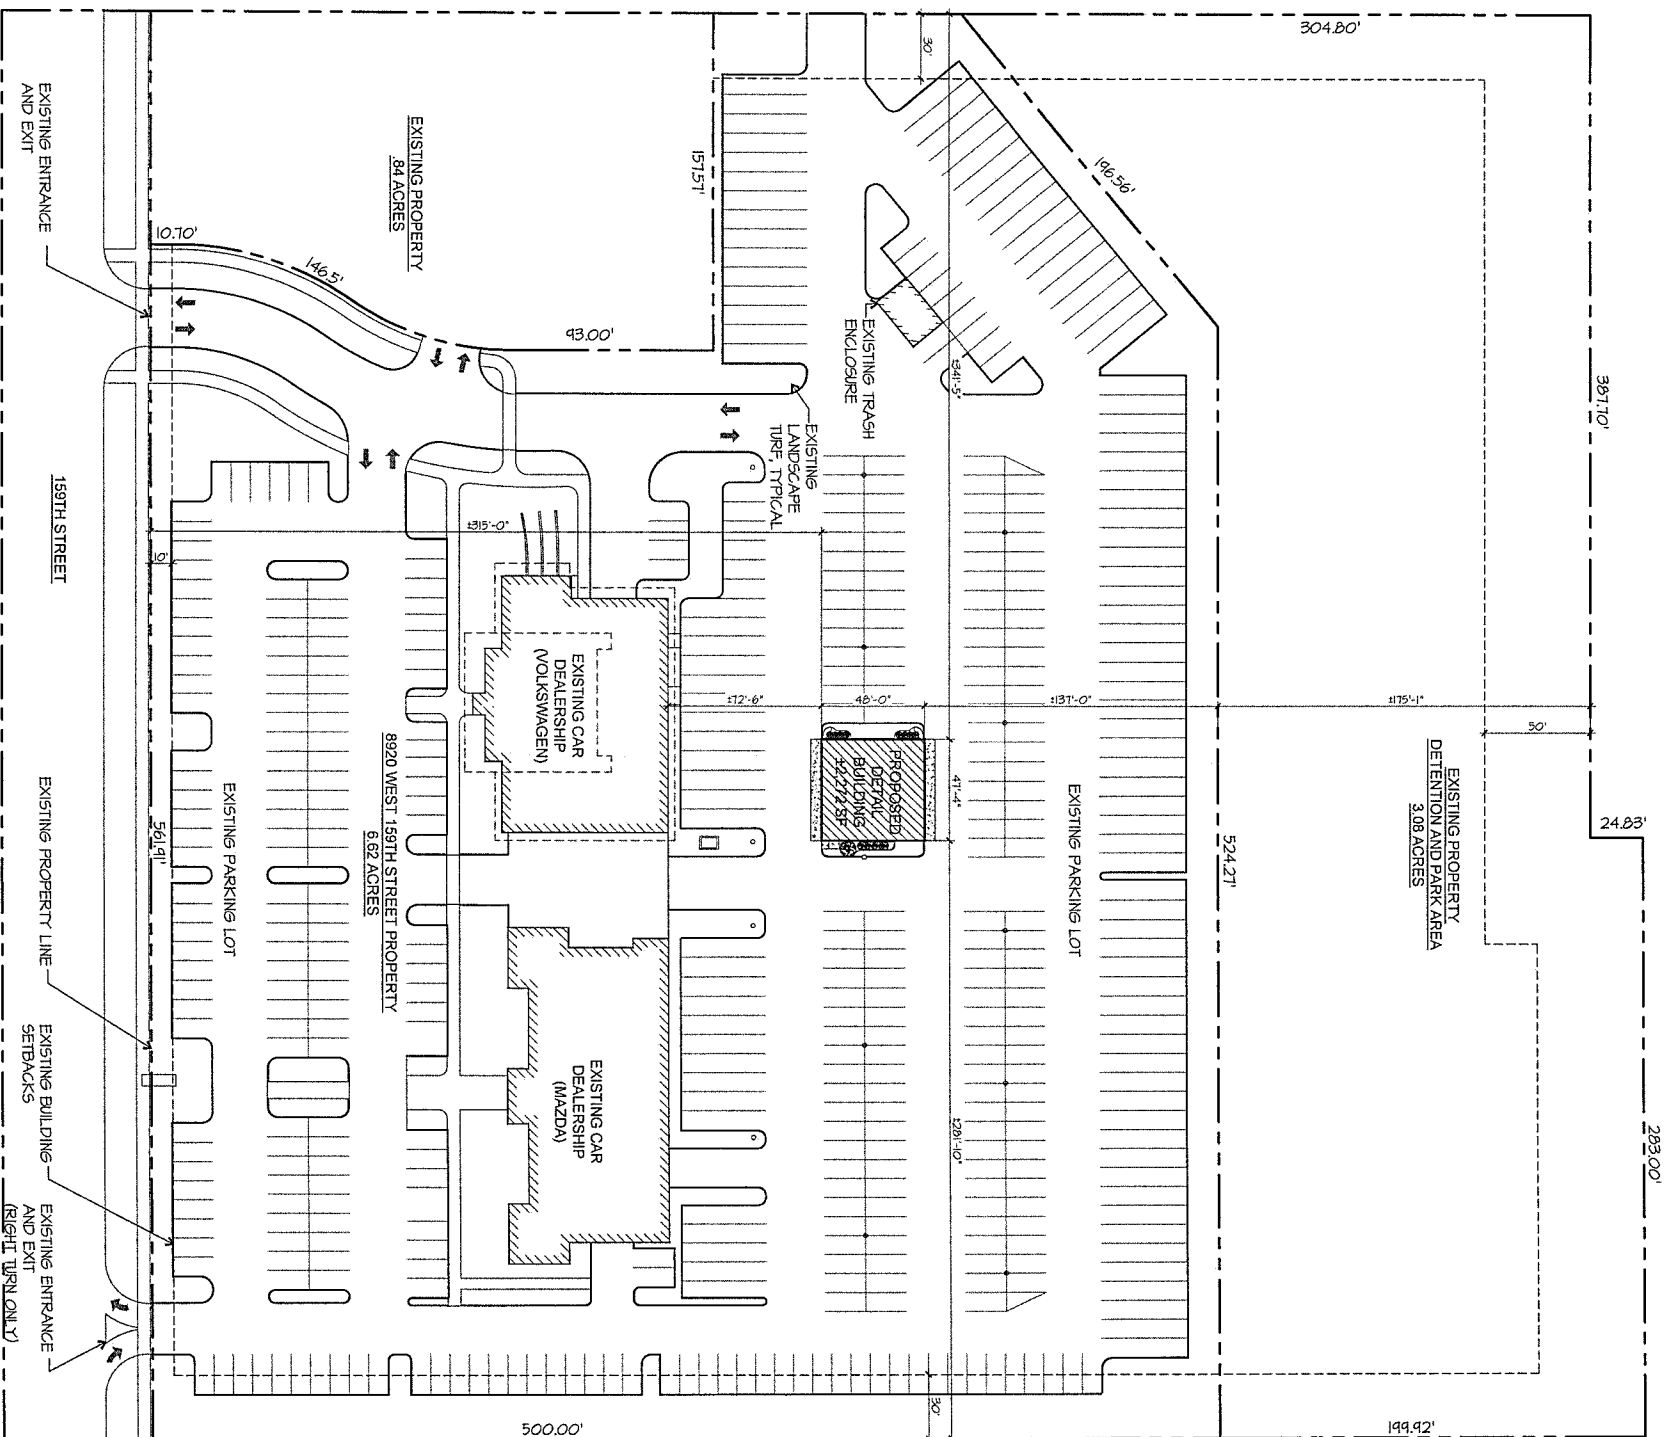 304.80'
30'
387.70'
196.56'
157.57'
EXISTING PROPERTY
.84 ACRES
EXISTING ENTRANCE
AND EXIT
10.70'
146.5'
93.00'
EXISTING TRASH
ENCLOSURE
±341'-5"
EXISTING
LANDSCAPE
TURF, TYPICAL
159TH STREET
±315'-0"
10'
EXISTING CAR
DEALERSHIP
(VOLKSWAGEN)
±72'-6"
48'-0"
±137'-0"
±175'-1"
50'
PROPOSED
DETAIL
BUILDING
±2,272 SF
47'-4"
EXISTING PROPERTY
DETENTION AND PARK AREA
3.08 ACRES
24.83'
EXISTING PARKING LOT
EXISTING PARKING LOT
8920 WEST 159TH STREET PROPERTY
6.62 ACRES
561.91'
524.27'
EXISTING PROPERTY LINE
EXISTING BUILDING
SETBACKS
EXISTING CAR
DEALERSHIP
(MAZDA)
±281'-10"
283.00'
EXISTING ENTRANCE
AND EXIT
(RIGHT TURN ONLY)
30'
500.00'
199.92'